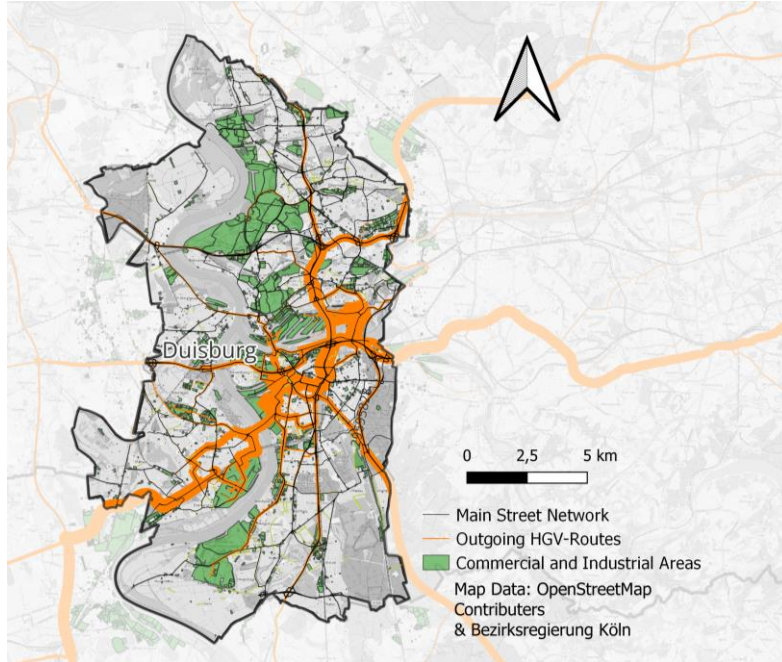 Duisburg
0 2,5 5 km
Main Street Network
Outgoing HGV-Routes
Commercial and Industrial Areas
Map Data: OpenStreetMap
Contributers
& Bezirksregierung Köln